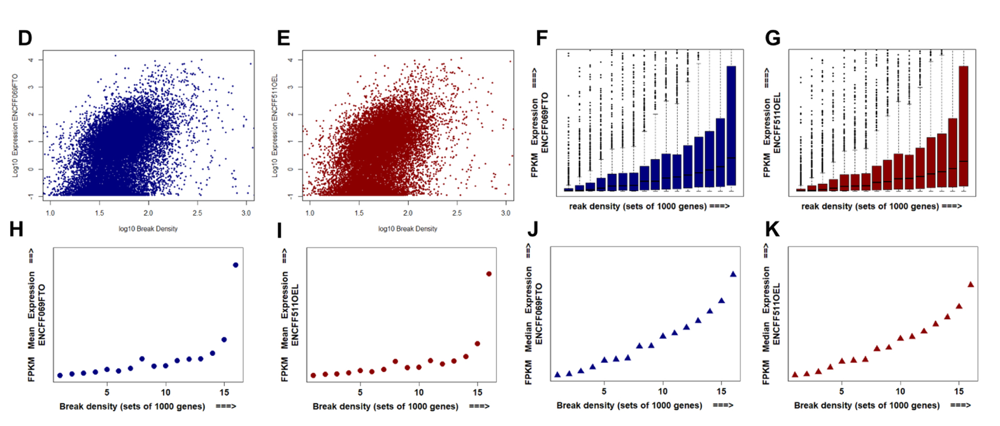 D
Log10 Expression ENCFF069FTO
4
3
2
1
0
-1
1.0 1.5 2.0 2.5 3.0
log10 Break Density
E
Log10 Expression ENCFF511OEL
4
3
2
1
0
-1
1.0 1.5 2.0 2.5 3.0
log10 Break Density
F
FPKM Expression ===>
ENCFF069FTO
reak density (sets of 1000 genes) ===>
G
FPKM Expression ===>
ENCFF511OEL
reak density (sets of 1000 genes) ===>
H
FPKM Mean Expression ==>
ENCFF069FTO
5 10 15
Break density (sets of 1000 genes) ===>
I
FPKM Mean Expression ==>
ENCFF511OEL
5 10 15
Break density (sets of 1000 genes) ===>
J
FPKM Median Expression ==>
ENCFF069FTO
5 10 15
Break density (sets of 1000 genes) ===>
K
FPKM Median Expression ==>
ENCFF511OEL
5 10 15
Break density (sets of 1000 genes) ===>